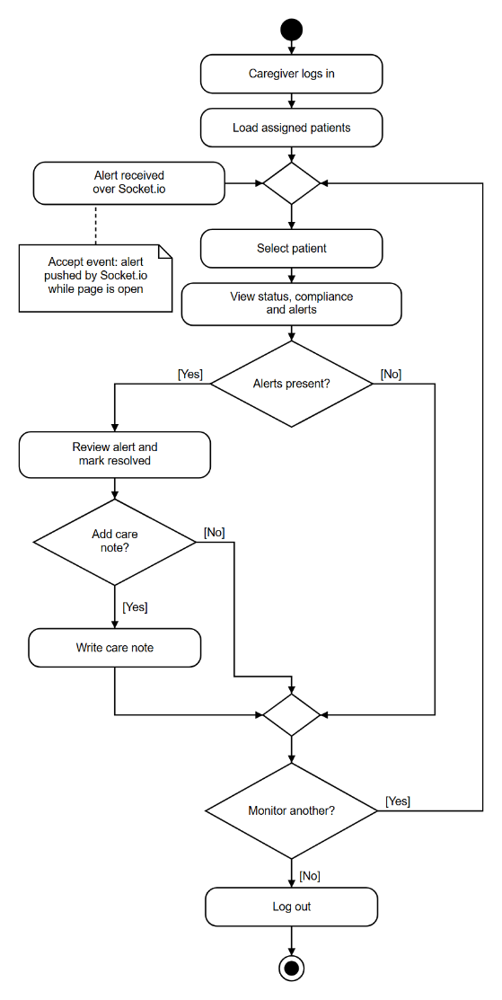 Caregiver logs in
Load assigned patients
Alert received
over Socket.io
Select patient
Accept event: alert
pushed by Socket.io
while page is open
View status, compliance
and alerts
[Yes]
Alerts present?
[No]
Review alert and
mark resolved
Add care
note?
[No]
[Yes]
Write care note
Monitor another?
[Yes]
[No]
Log out